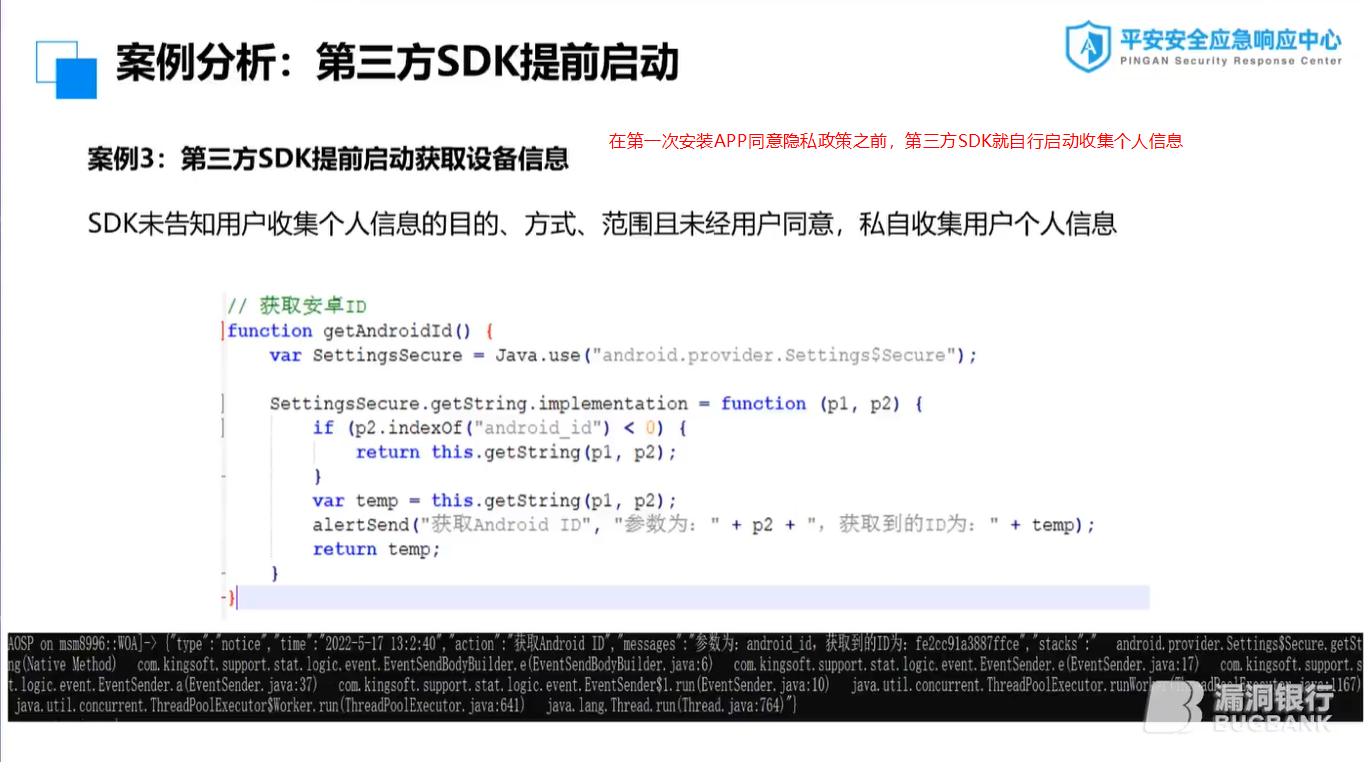 案例分析：第三方SDK提前启动
平安安全应急响应中心
PINGAN Security Response Center
案例3：第三方SDK提前启动获取设备信息
在第一次安装APP同意隐私政策之前，第三方SDK就自行启动收集个人信息
SDK未告知用户收集个人信息的目的、方式、范围且未经用户同意，私自收集用户个人信息
// 获取安卓ID
function getAndroidId() {
    var SettingsSecure = Java.use("android.provider.Settings$Secure");
    SettingsSecure.getString.implementation = function (p1, p2) {
        if (p2.indexOf("android_id") < 0) {
            return this.getString(p1, p2);
        }
        var temp = this.getString(p1, p2);
        alertSend("获取Android ID", "参数为：" + p2 + "，获取到的ID为：" + temp);
        return temp;
    }
}
AOSP on msm8996::WOA]-> {"type":"notice","time":"2022-5-17 13:2:40","action":"获取Android ID","messages":"参数为：android_id，获取到的ID为：fe2cc91a3887ffce","stacks":"   android.provider.Settings$Secure.getSt
ng(Native Method)   com.kingsoft.support.stat.logic.event.EventSendBodyBuilder.e(EventSendBodyBuilder.java:6)   com.kingsoft.support.stat.logic.event.EventSender.e(EventSender.java:17)   com.kingsoft.support.s
t.logic.event.EventSender.a(EventSender.java:37)   com.kingsoft.support.stat.logic.event.EventSender$1.run(EventSender.java:10)   java.util.concurrent.ThreadPoolExecutor.runWorker(ThreadPoolExecutor.java:1167)
java.util.concurrent.ThreadPoolExecutor$Worker.run(ThreadPoolExecutor.java:641)   java.lang.Thread.run(Thread.java:764)"}
漏洞银行
BUGBANK